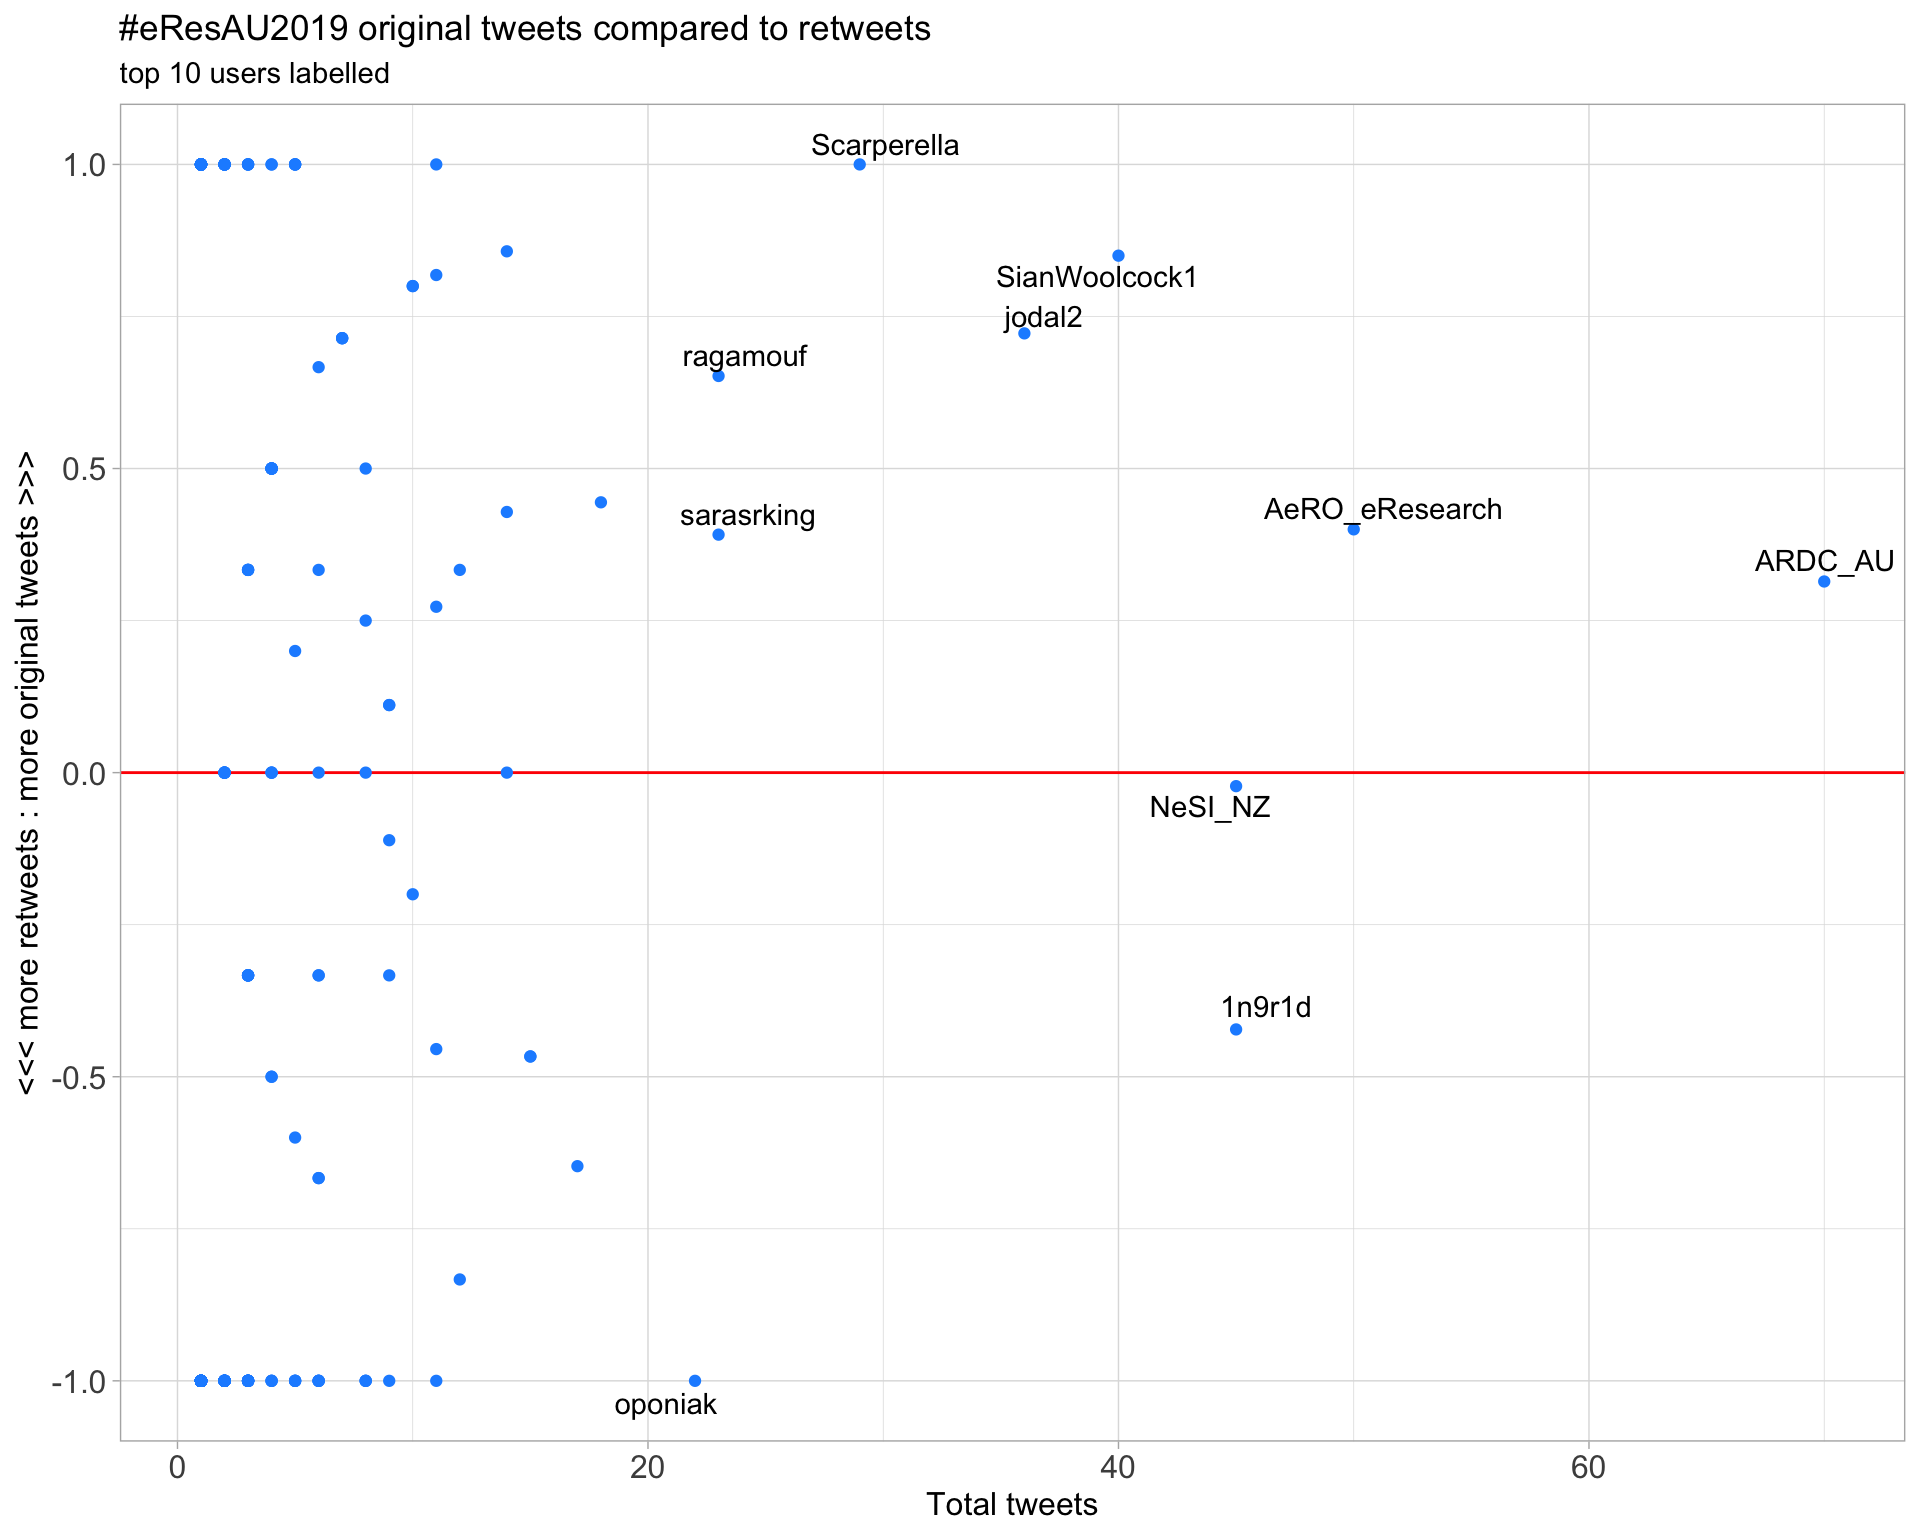 #eResAU2019 original tweets compared to retweets
top 10 users labelled
<<< more retweets : more original tweets >>>
1.0
0.5
0.0
-0.5
-1.0
Scarperella
SianWoolcock1
jodal2
ragamouf
AeRO_eResearch
sarasrking
ARDC_AU
NeSI_NZ
1n9r1d
oponiak
0 20 40 60
Total tweets